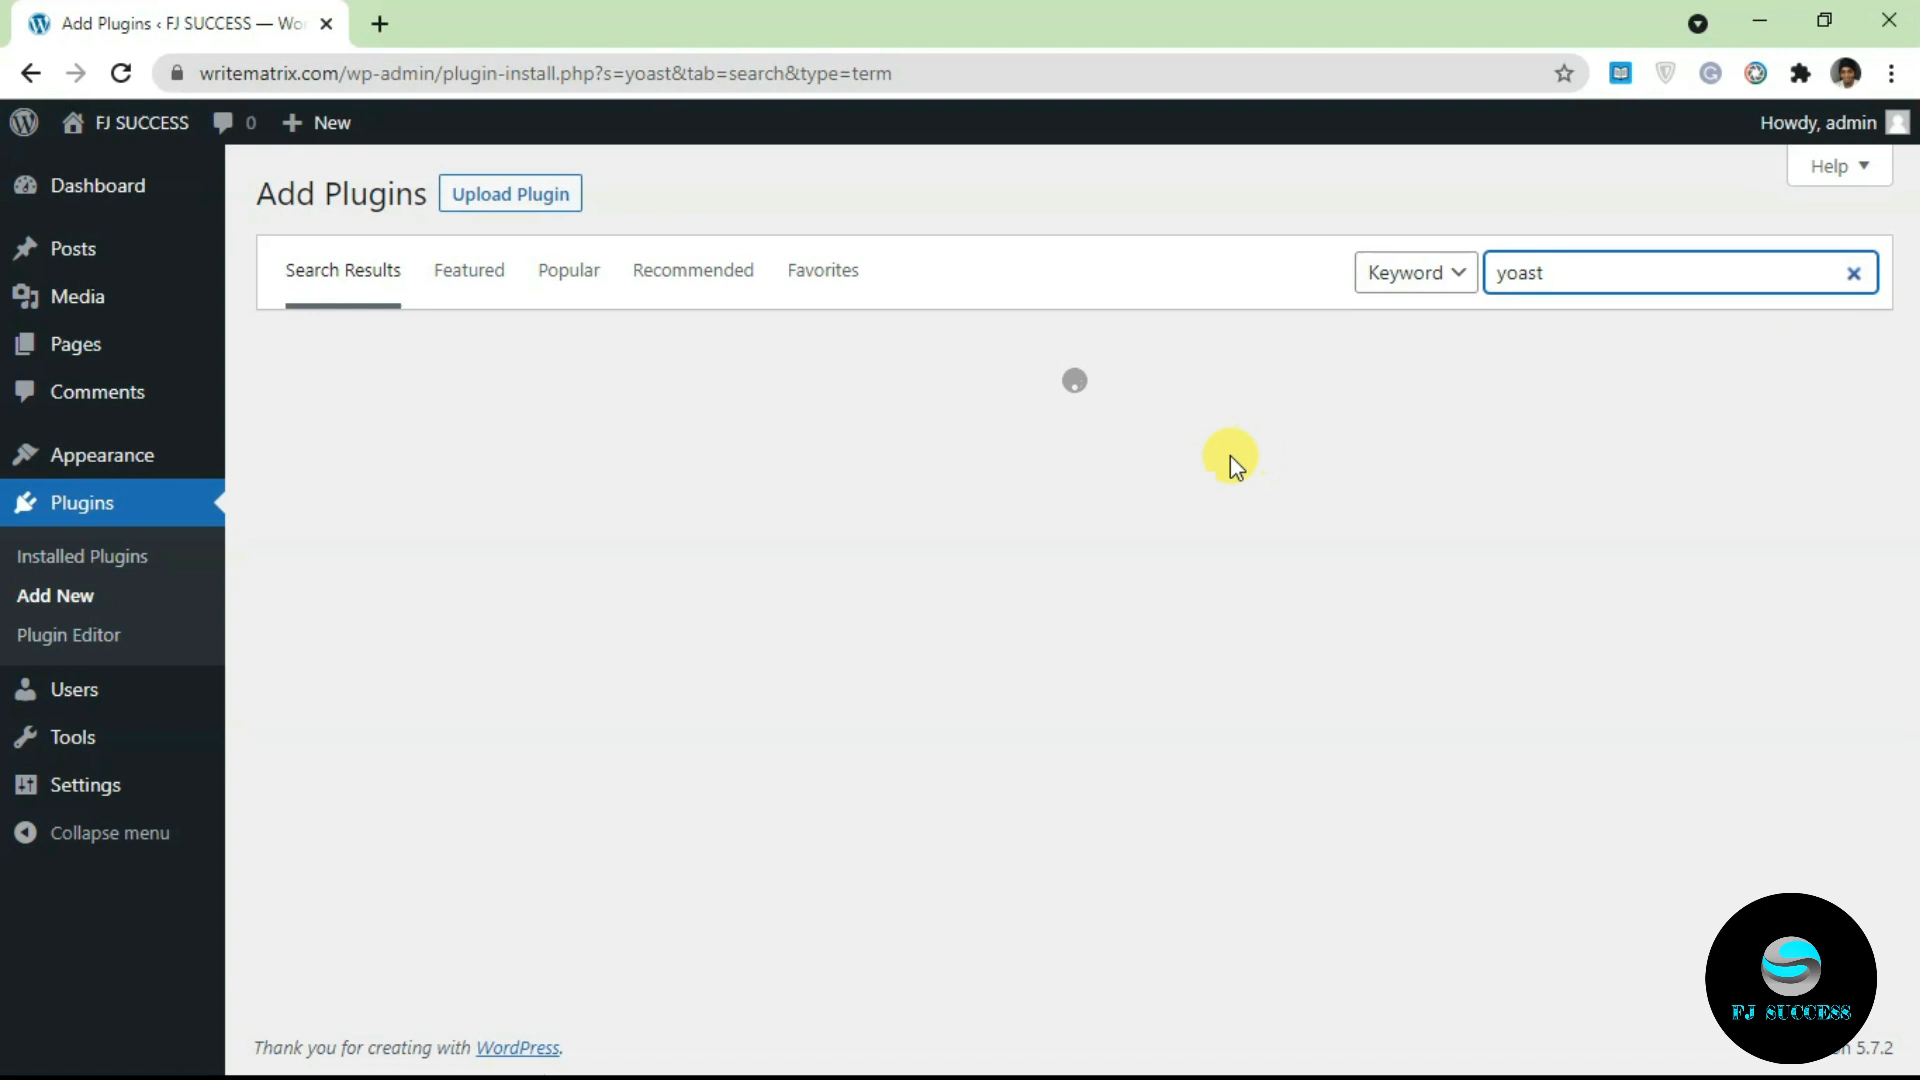 Add Plugins ‹ FJ SUCCESS — Wo
writematrix.com/wp-admin/plugin-install.php?s=yoast&tab=search&type=term
FJ SUCCESS
0
New
Howdy, admin
Dashboard
Posts
Media
Pages
Comments
Appearance
Plugins
Installed Plugins
Add New
Plugin Editor
Users
Tools
Settings
Collapse menu
Add Plugins
Upload Plugin
Help
Search Results
Featured
Popular
Recommended
Favorites
Keyword
yoast
Thank you for creating with WordPress.
5.7.2
FJ SUCCESS